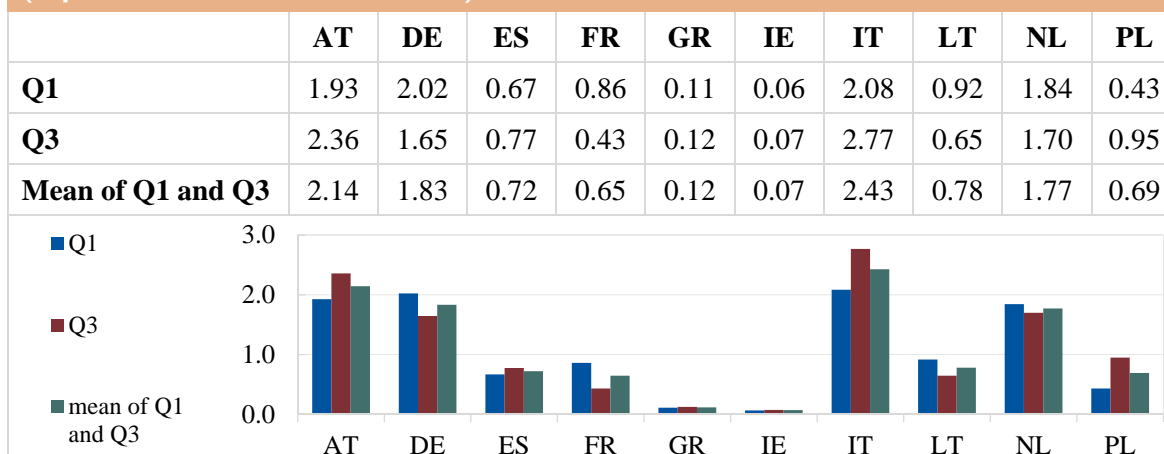 AT DE ES FR GR IE IT LT NL PL
Q1 1.93 2.02 0.67 0.86 0.11 0.06 2.08 0.92 1.84 0.43
Q3 2.36 1.65 0.77 0.43 0.12 0.07 2.77 0.65 1.70 0.95
Mean of Q1 and Q3 2.14 1.83 0.72 0.65 0.12 0.07 2.43 0.78 1.77 0.69
Q1
Q3
mean of Q1
and Q3
3.0
2.0
1.0
0.0
AT DE ES FR GR IE IT LT NL PL